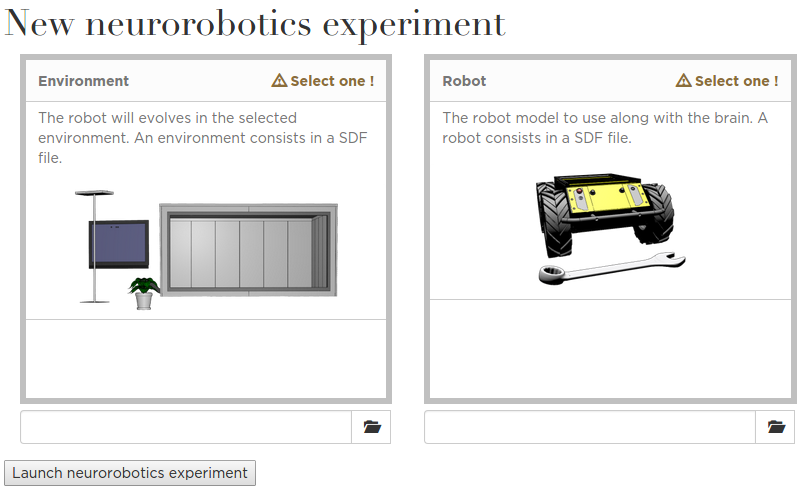 New neurorobotics experiment
Environment
Select one !
The robot will evolves in the selected
environment. An environment consists in a SDF
file.
Robot
Select one !
The robot model to use along with the brain. A
robot consists in a SDF file.
Launch neurorobotics experiment